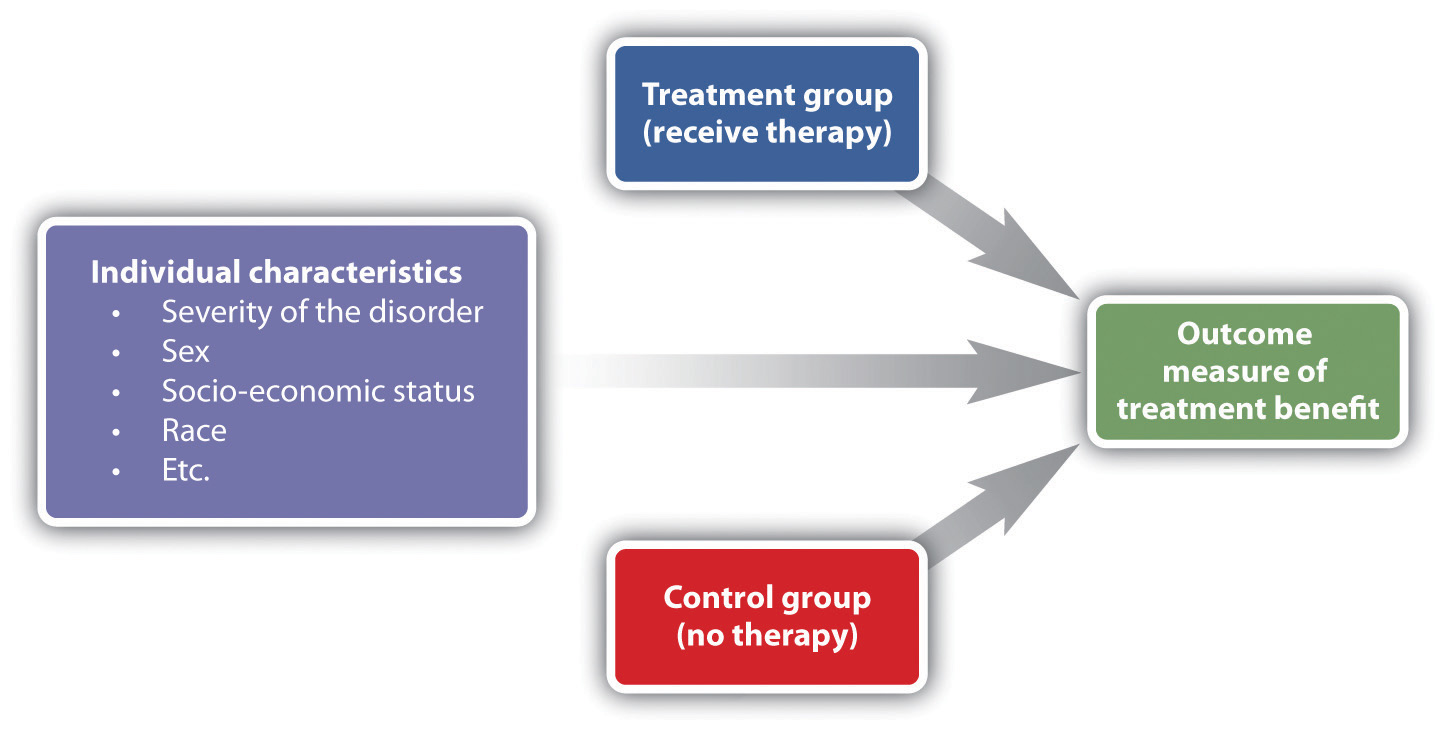 Treatment group
(receive therapy)
Individual characteristics
• Severity of the disorder
• Sex
• Socio-economic status
• Race
• Etc.
Outcome
measure of
treatment benefit
Control group
(no therapy)